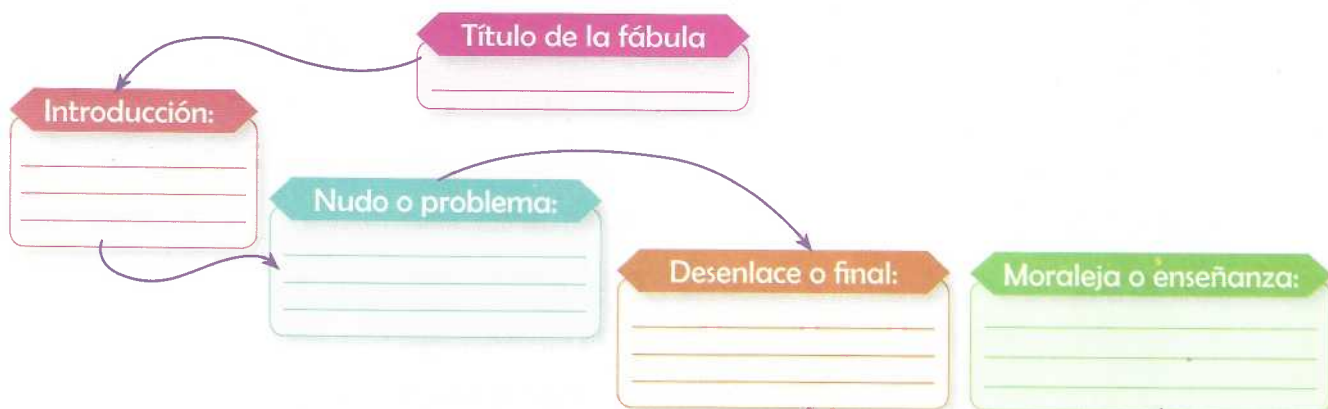 Título de la fábula
Introducción:
Nudo o problema:
Desenlace o final:
Moraleja o enseñanza: